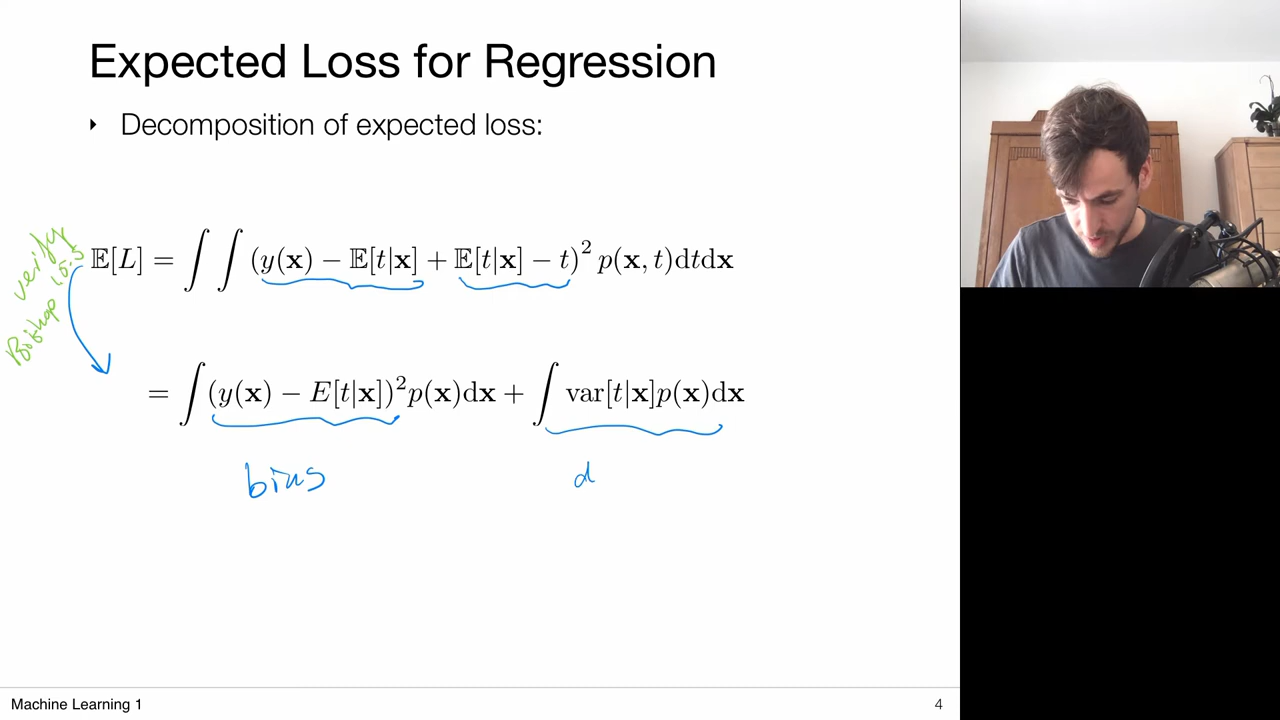 Expected Loss for Regression
‣ Decomposition of expected loss:
verify
Bishop 1.5.5
𝔼[L] = ∫∫ (y(𝐱) − 𝔼[t|𝐱] + 𝔼[t|𝐱] − t)² p(𝐱, t)dtd𝐱
= ∫(y(𝐱) − E[t|𝐱])²p(𝐱)d𝐱 + ∫ var[t|𝐱]p(𝐱)d𝐱
bias d
Machine Learning 1 4